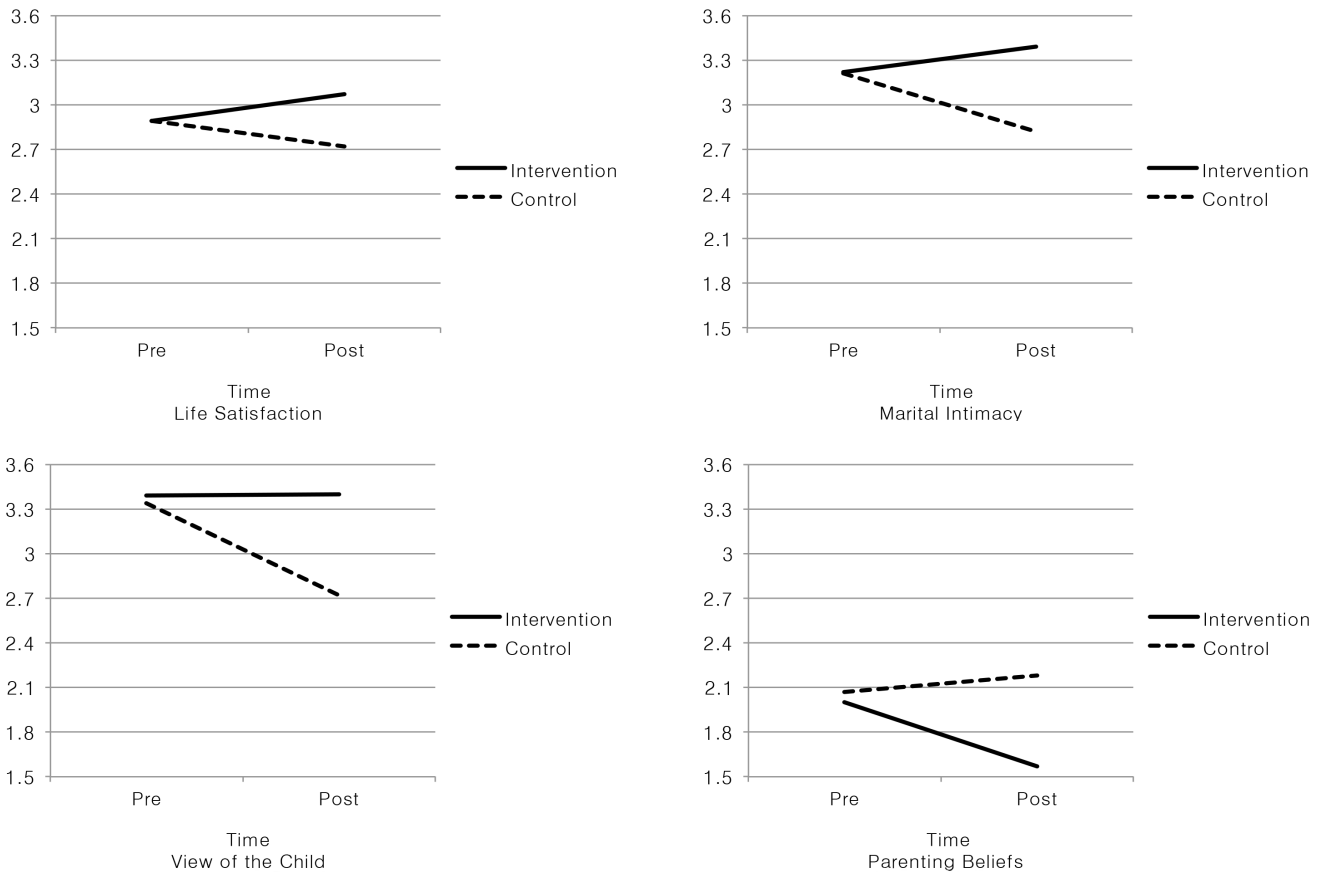 3.6
3.3
3
2.7
2.4
2.1
1.8
1.5
Pre
Post
Time
Life Satisfaction
Intervention
Control
3.6
3.3
3
2.7
2.4
2.1
1.8
1.5
Pre
Post
Time
Marital Intimacy
Intervention
Control
3.6
3.3
3
2.7
2.4
2.1
1.8
1.5
Pre
Post
Time
View of the Child
Intervention
Control
3.6
3.3
3
2.7
2.4
2.1
1.8
1.5
Pre
Post
Time
Parenting Beliefs
Intervention
Control